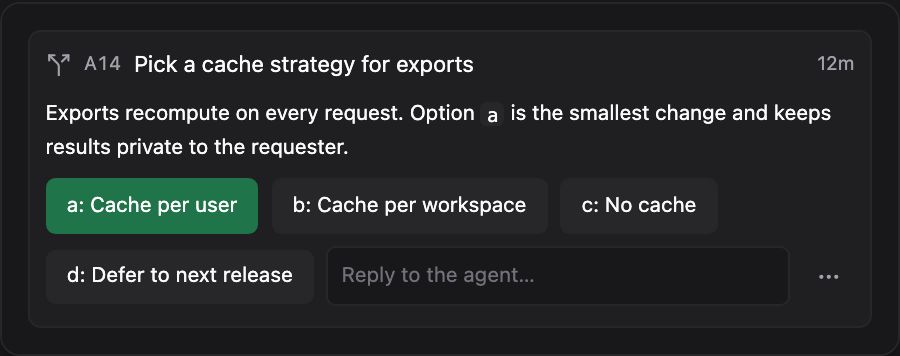 A14 Pick a cache strategy for exports 12m
Exports recompute on every request. Option a is the smallest change and keeps
results private to the requester.
a: Cache per user b: Cache per workspace c: No cache
d: Defer to next release Reply to the agent... ...